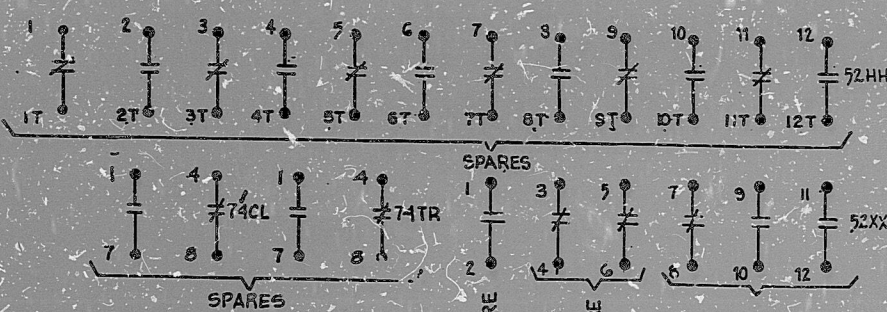 1 2 3 4 5 6 7 8 9 10 11 12
52HH
1T 2T 3T 4T 5T 6T 7T 8T 9T 10T 11T 12T
SPARES
1 4 1 4 1 3 5 7 9 11
74CL 74TR 52XX
7 8 7 8 2 4 6 8 10 12
SPARES
RE
E